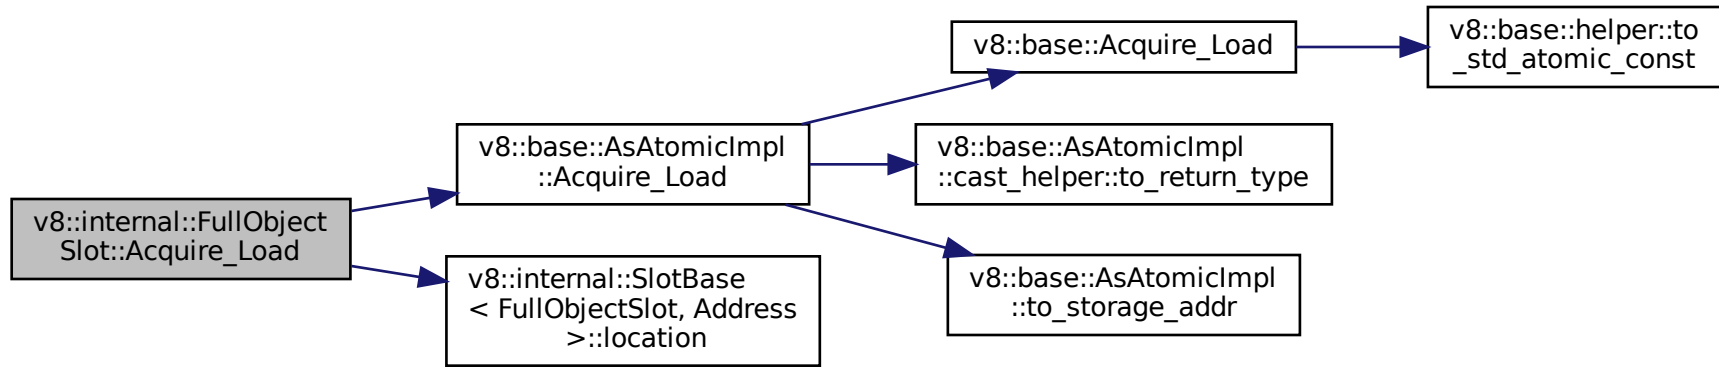 v8::internal::FullObject
Slot::Acquire_Load
v8::base::AsAtomicImpl
::Acquire_Load
v8::internal::SlotBase
< FullObjectSlot, Address
>::location
v8::base::Acquire_Load
v8::base::AsAtomicImpl
::cast_helper::to_return_type
v8::base::AsAtomicImpl
::to_storage_addr
v8::base::helper::to
_std_atomic_const